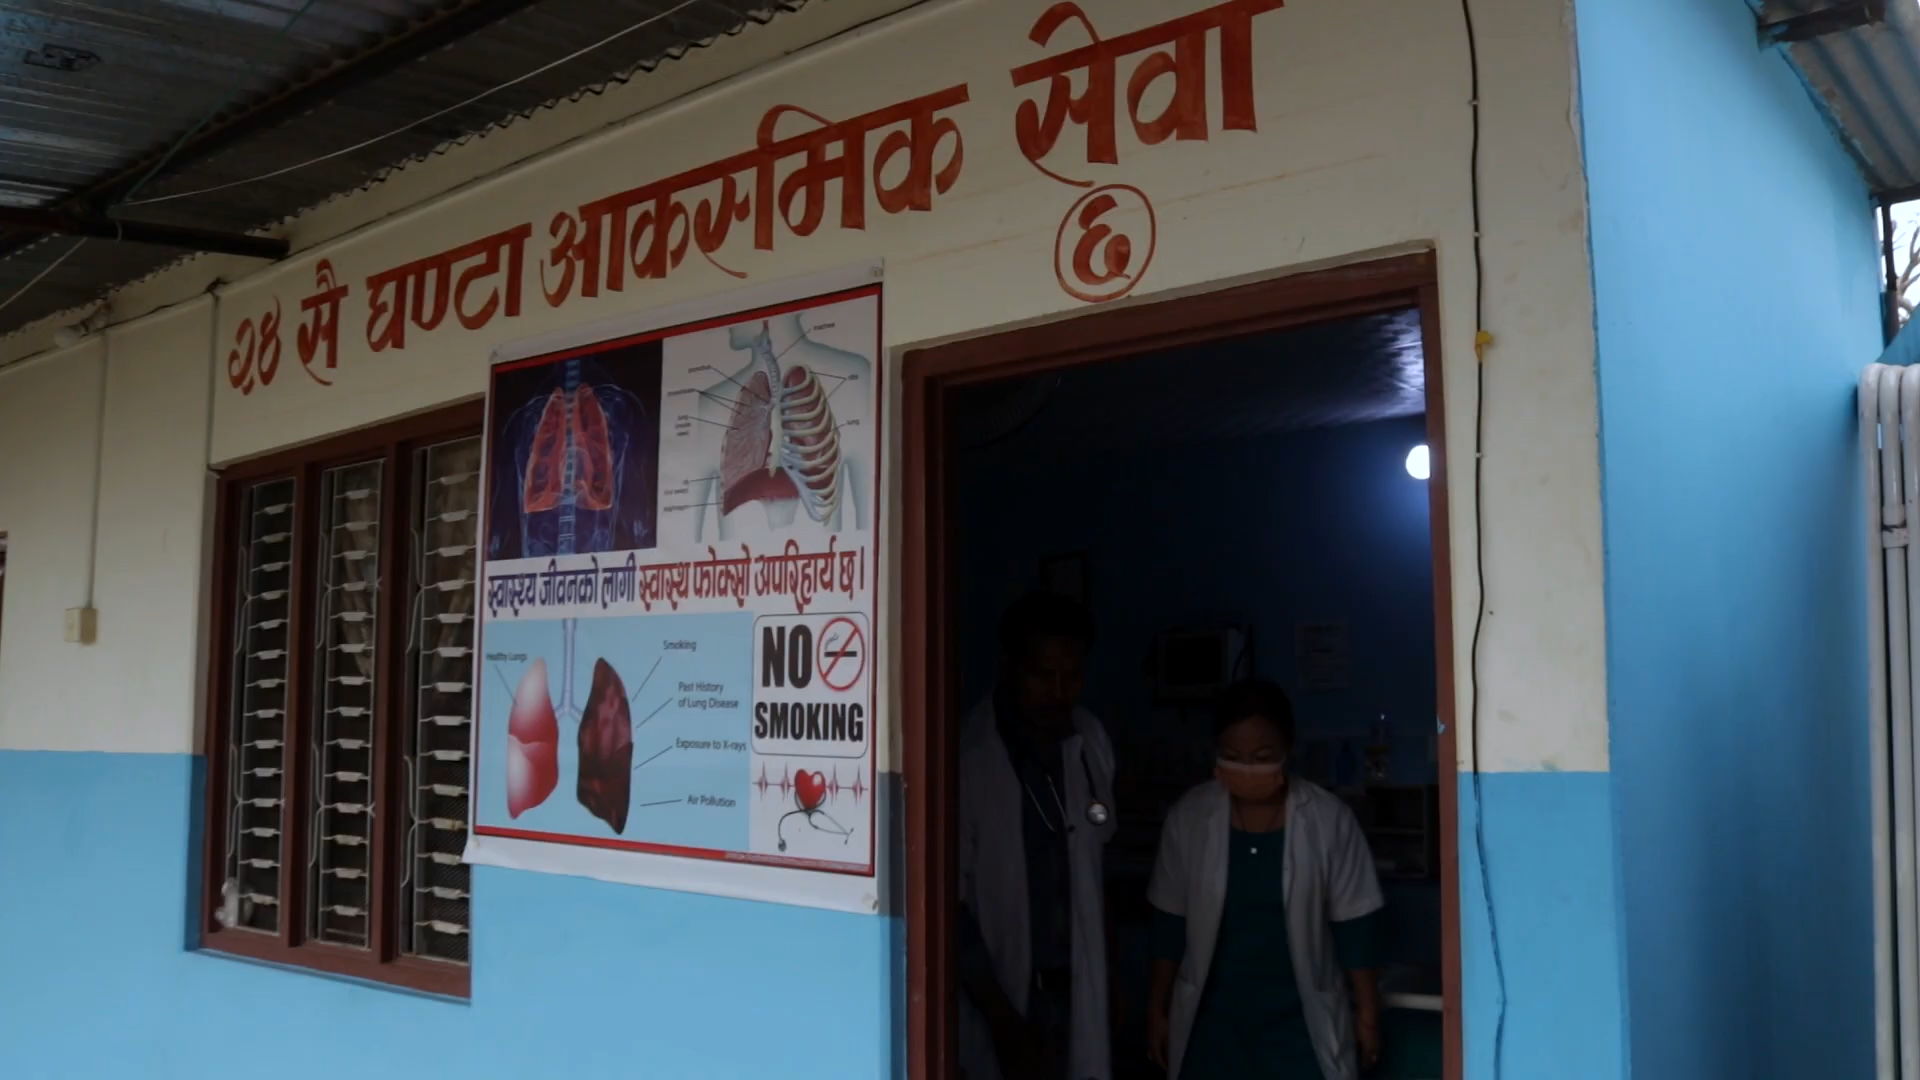 २४ सै घण्टा आकस्मिक सेवा
६
स्वास्थ्य जीवनको लागी स्वास्थ फोक्सो अपरिहार्य छ।
Healthy Lungs
Smoking
Past History
of Lung Disease
Exposure to X-rays
Air Pollution
NO
SMOKING